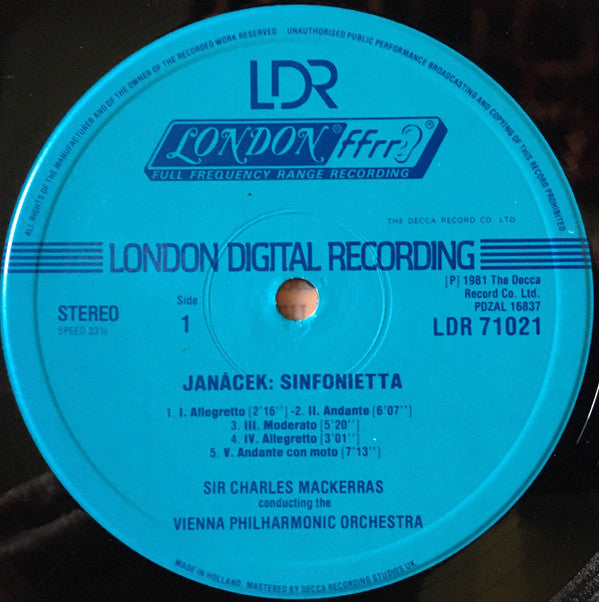 ALL RIGHTS OF THE MANUFACTURER AND OF THE OWNER OF THE RECORDED WORK RESERVED UNAUTHORISED PUBLIC PERFORMANCE BROADCASTING AND COPYING OF THIS RECORD PROHIBITED
LDR
LONDON® ffrr®
FULL FREQUENCY RANGE RECORDING
THE DECCA RECORD CO. LTD.
LONDON DIGITAL RECORDING
[P] 1981 The Decca
Record Co. Ltd.
PDZAL 16837
LDR 71021
STEREO
SPEED 33⅓
Side
1
JANÁCEK: SINFONIETTA
1. I. Allegretto [2'16''] -2. II. Andante [6'07'']
3. III. Moderato [5'20'']
4. IV. Allegretto [3'01'']
5. V. Andante con moto [7'13'']
SIR CHARLES MACKERRAS
conducting the
VIENNA PHILHARMONIC ORCHESTRA
MADE IN HOLLAND. MASTERED BY DECCA RECORDING STUDIOS UK